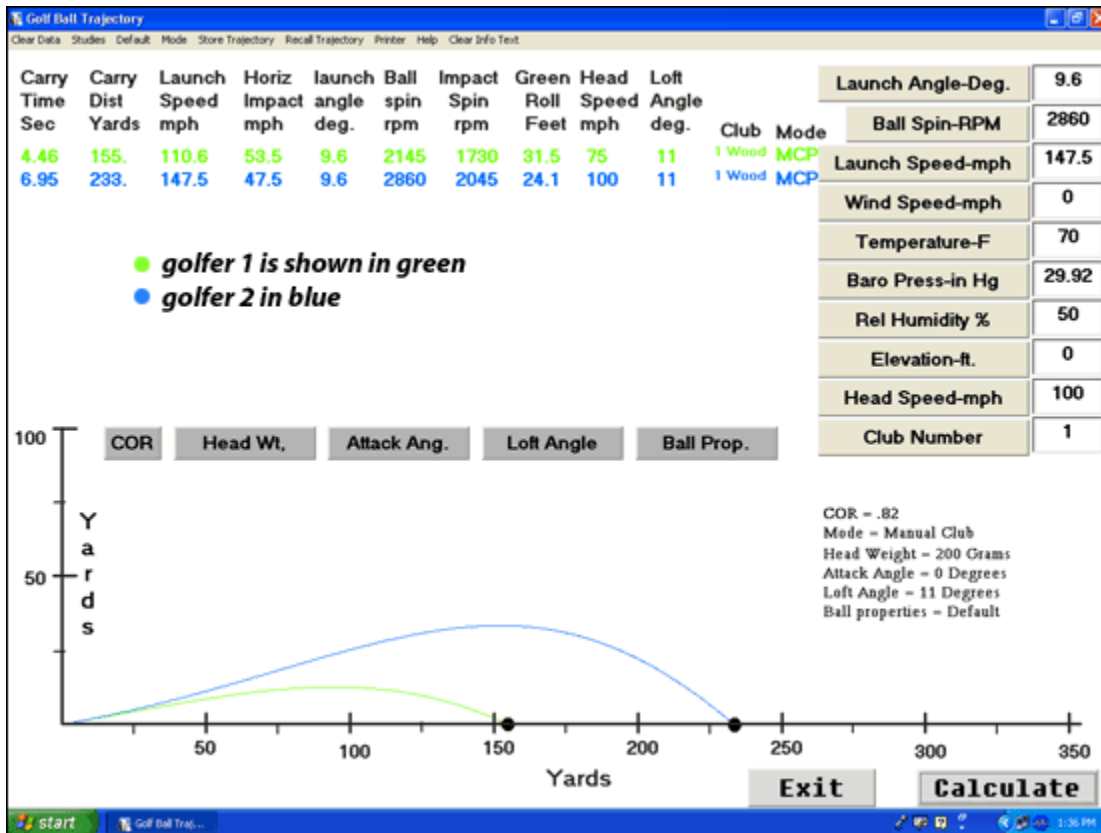 Golf Ball Trajectory
Clear Data Studies Default Mode Store Trajectory Recall Trajectory Printer Help Clear Info Text
Carry Carry Launch Horiz launch Ball Impact Green Head Loft
Time Dist Speed Impact angle spin Spin Roll Speed Angle
Sec Yards mph mph deg. rpm rpm Feet mph deg. Club Mode
4.46 155. 110.6 53.5 9.6 2145 1730 31.5 75 11 1 Wood MCP
6.95 233. 147.5 47.5 9.6 2860 2045 24.1 100 11 1 Wood MCP
golfer 1 is shown in green
golfer 2 in blue
Launch Angle-Deg. 9.6
Ball Spin-RPM 2860
Launch Speed-mph 147.5
Wind Speed-mph 0
Temperature-F 70
Baro Press-in Hg 29.92
Rel Humidity % 50
Elevation-ft. 0
Head Speed-mph 100
Club Number 1
COR Head Wt, Attack Ang. Loft Angle Ball Prop.
100
50
Yards
COR = .82
Mode = Manual Club
Head Weight = 200 Grams
Attack Angle = 0 Degrees
Loft Angle = 11 Degrees
Ball properties = Default
50 100 150 200 250 300 350
Yards
Exit Calculate
start Golf Ball Traj... 1:36 PM